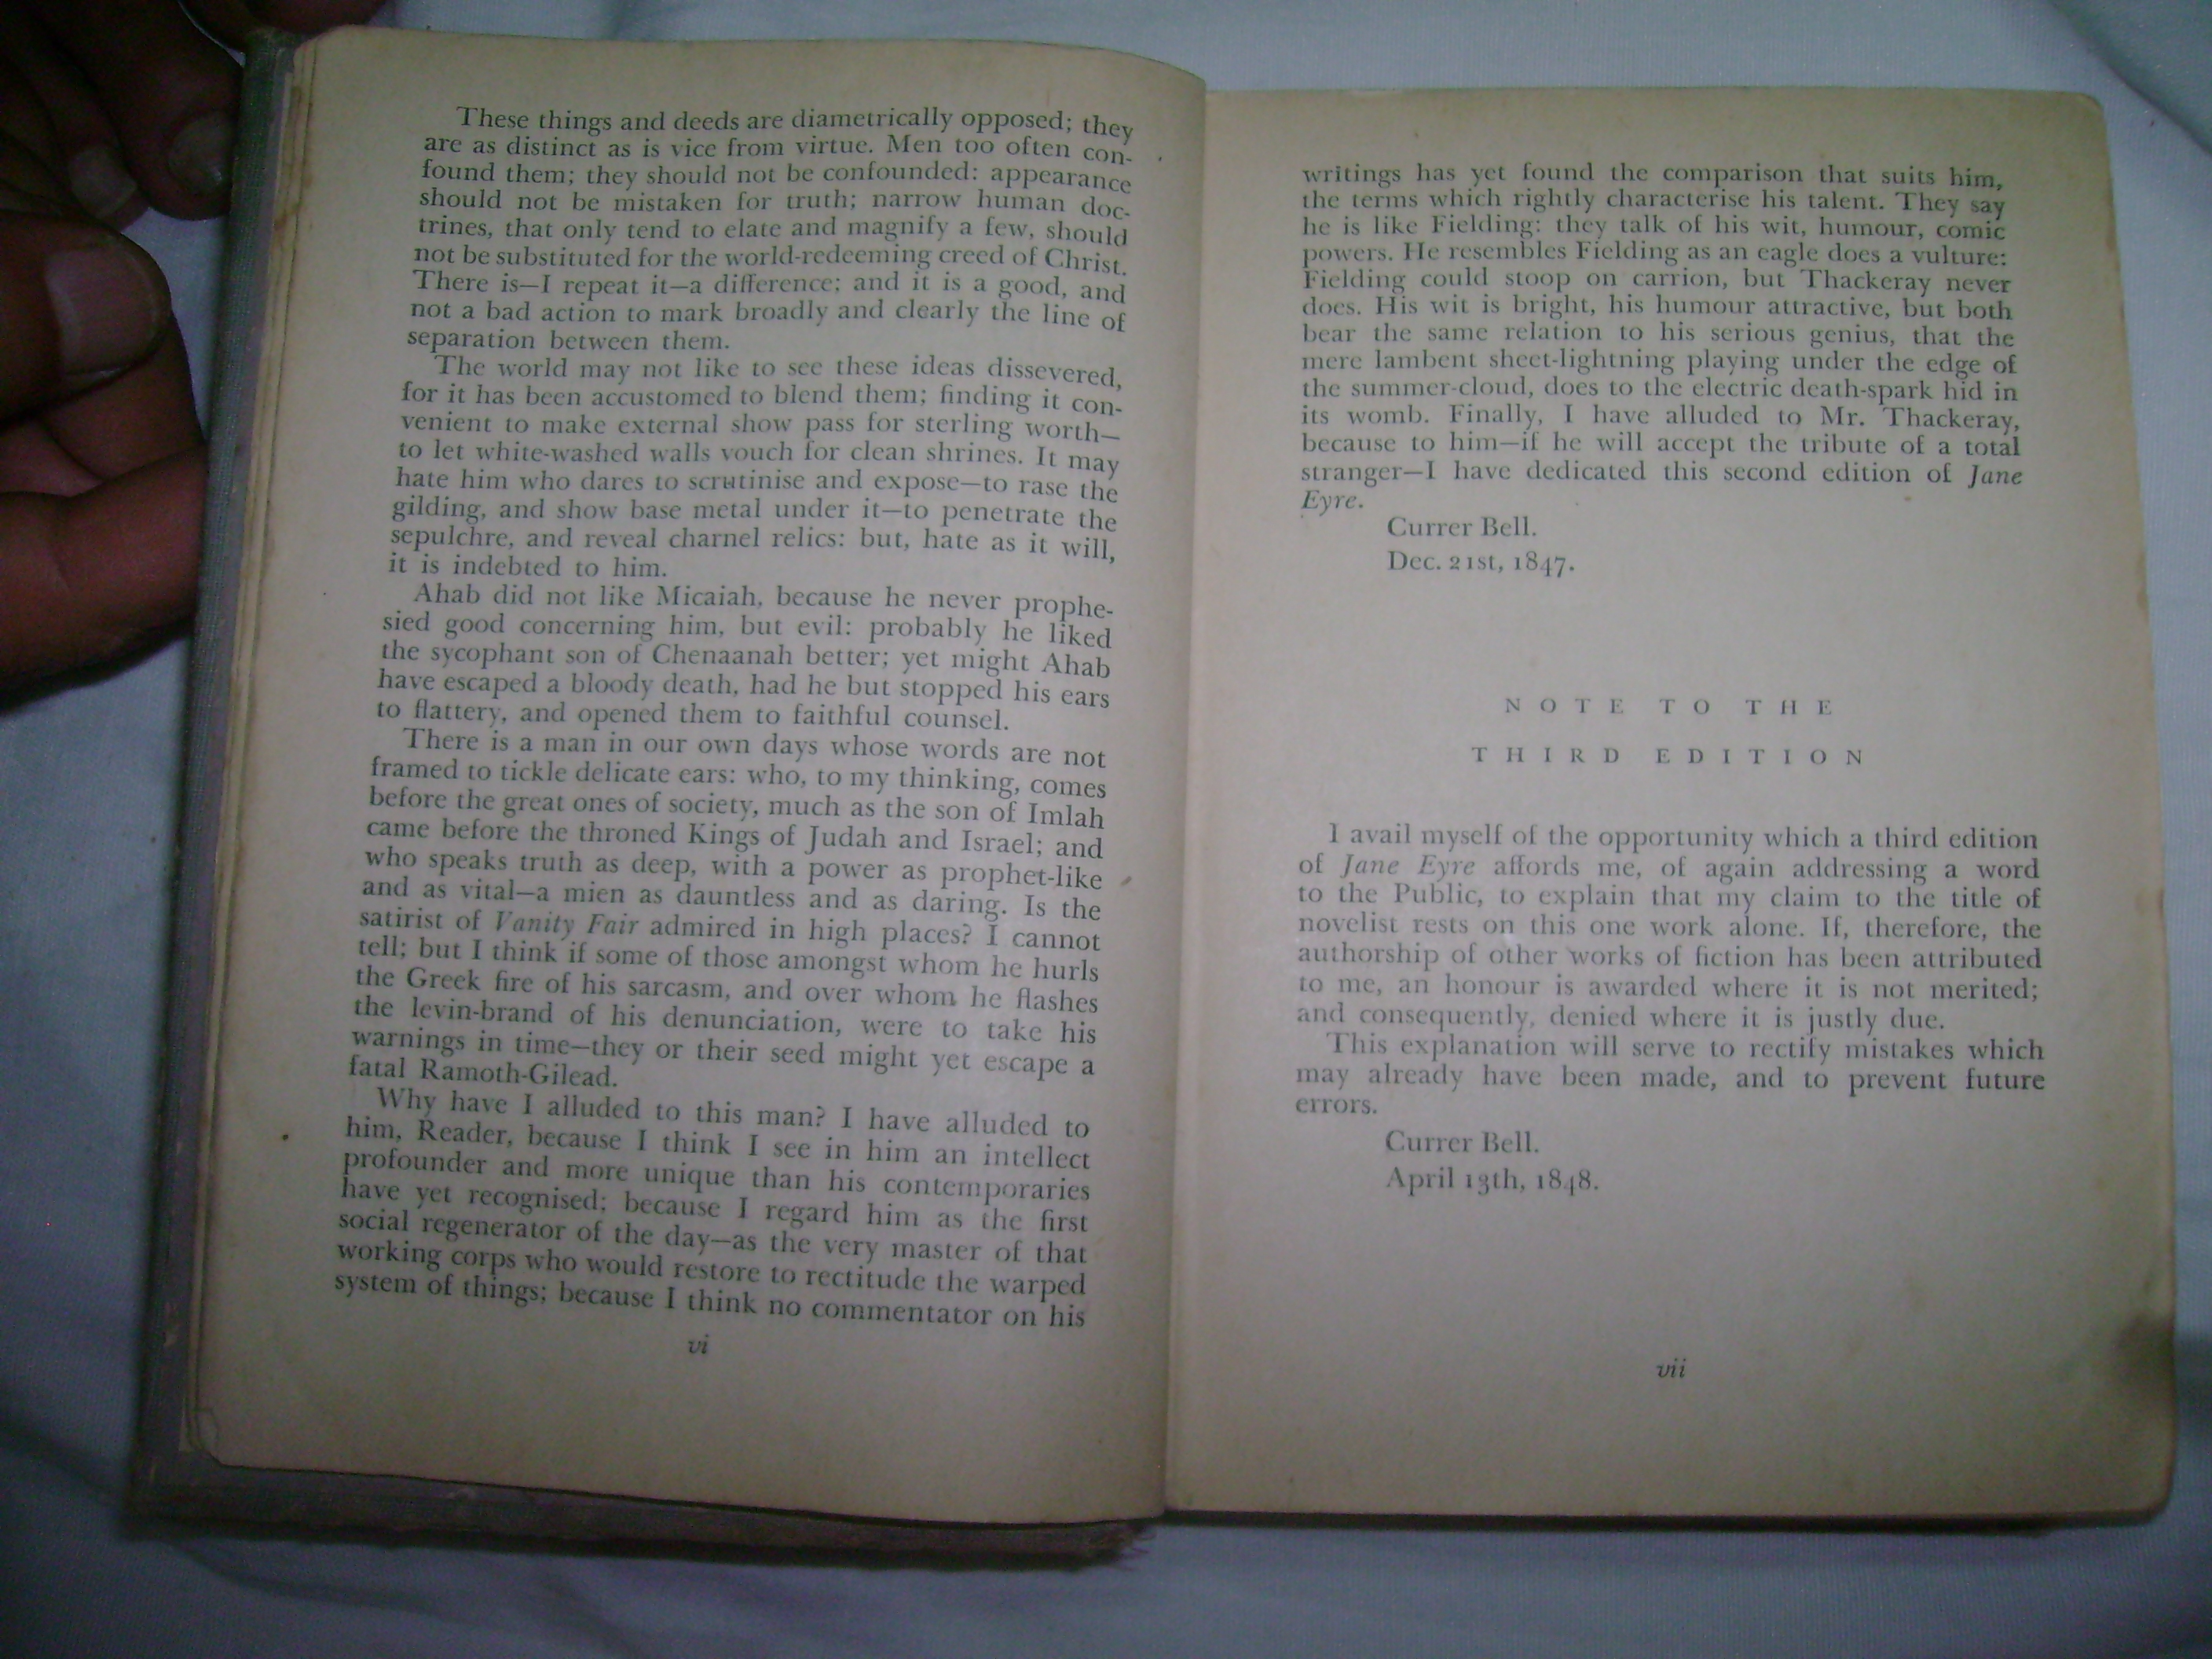 These things and deeds are diametrically opposed; they
are as distinct as is vice from virtue. Men too often con-
found them; they should not be confounded: appearance
should not be mistaken for truth; narrow human doc-
trines, that only tend to elate and magnify a few, should
not be substituted for the world-redeeming creed of Christ.
There is—I repeat it—a difference; and it is a good, and
not a bad action to mark broadly and clearly the line of
separation between them.
The world may not like to see these ideas dissevered,
for it has been accustomed to blend them; finding it con-
venient to make external show pass for sterling worth—
to let white-washed walls vouch for clean shrines. It may
hate him who dares to scrutinise and expose—to rase the
gilding, and show base metal under it—to penetrate the
sepulchre, and reveal charnel relics: but, hate as it will,
it is indebted to him.
Ahab did not like Micaiah, because he never prophe-
sied good concerning him, but evil: probably he liked
the sycophant son of Chenaanah better; yet might Ahab
have escaped a bloody death, had he but stopped his ears
to flattery, and opened them to faithful counsel.
There is a man in our own days whose words are not
framed to tickle delicate ears: who, to my thinking, comes
before the great ones of society, much as the son of Imlah
came before the throned Kings of Judah and Israel; and
who speaks truth as deep, with a power as prophet-like
and as vital—a mien as dauntless and as daring. Is the
satirist of Vanity Fair admired in high places? I cannot
tell; but I think if some of those amongst whom he hurls
the Greek fire of his sarcasm, and over whom he flashes
the levin-brand of his denunciation, were to take his
warnings in time—they or their seed might yet escape a
fatal Ramoth-Gilead.
Why have I alluded to this man? I have alluded to
him, Reader, because I think I see in him an intellect
profounder and more unique than his contemporaries
have yet recognised; because I regard him as the first
social regenerator of the day—as the very master of that
working corps who would restore to rectitude the warped
system of things; because I think no commentator on his
vi
writings has yet found the comparison that suits him,
the terms which rightly characterise his talent. They say
he is like Fielding: they talk of his wit, humour, comic
powers. He resembles Fielding as an eagle does a vulture:
Fielding could stoop on carrion, but Thackeray never
does. His wit is bright, his humour attractive, but both
bear the same relation to his serious genius, that the
mere lambent sheet-lightning playing under the edge of
the summer-cloud, does to the electric death-spark hid in
its womb. Finally, I have alluded to Mr. Thackeray,
because to him—if he will accept the tribute of a total
stranger—I have dedicated this second edition of Jane
Eyre.
Currer Bell.
Dec. 21st, 1847.
NOTE TO THE
THIRD EDITION
I avail myself of the opportunity which a third edition
of Jane Eyre affords me, of again addressing a word
to the Public, to explain that my claim to the title of
novelist rests on this one work alone. If, therefore, the
authorship of other works of fiction has been attributed
to me, an honour is awarded where it is not merited;
and consequently, denied where it is justly due.
This explanation will serve to rectify mistakes which
may already have been made, and to prevent future
errors.
Currer Bell.
April 13th, 1848.
vii